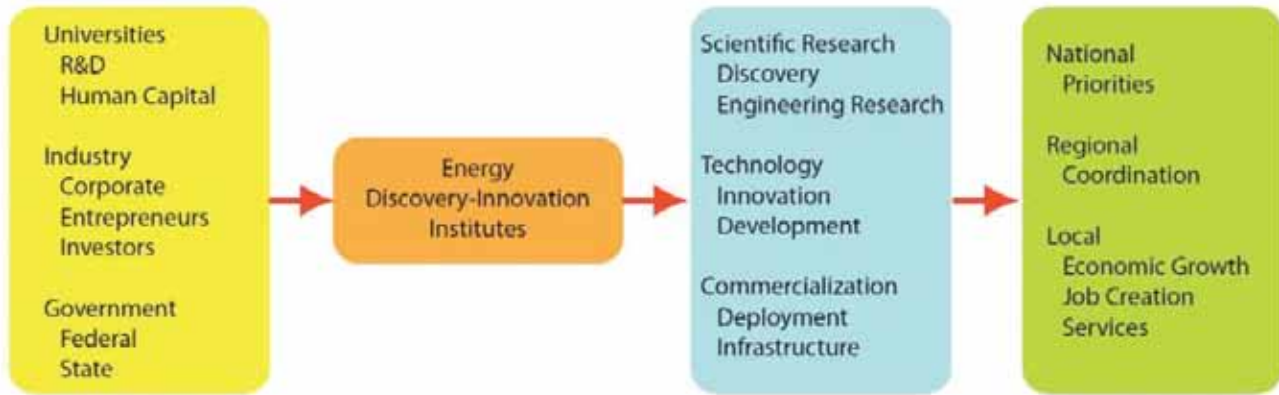 Universities
R&D
Human Capital
Industry
Corporate
Entrepreneurs
Investors
Government
Federal
State
Energy
Discovery-Innovation
Institutes
Scientific Research
Discovery
Engineering Research
Technology
Innovation
Development
Commercialization
Deployment
Infrastructure
National
Priorities
Regional
Coordination
Local
Economic Growth
Job Creation
Services